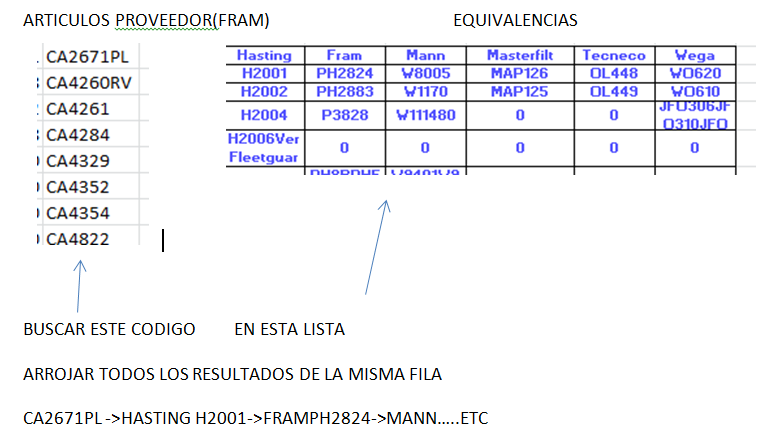 ARTICULOS PROVEEDOR(FRAM) EQUIVALENCIAS
CA2671PL
CA4260RV
CA4261
CA4284
CA4329
CA4352
CA4354
CA4822
Hasting Fram Mann Masterfilt Tecneco Wega
H2001 PH2824 W8005 MAP126 OL448 WO620
H2002 PH2883 W1170 MAP125 OL449 WO610
H2004 P3828 W111480 0 0 JFO306JF
O310JFO
H2006Ver
Fleetguar 0 0 0 0 0
BUSCAR ESTE CODIGO EN ESTA LISTA
ARROJAR TODOS LOS RESULTADOS DE LA MISMA FILA
CA2671PL ->HASTING H2001->FRAMPH2824->MANN…..ETC